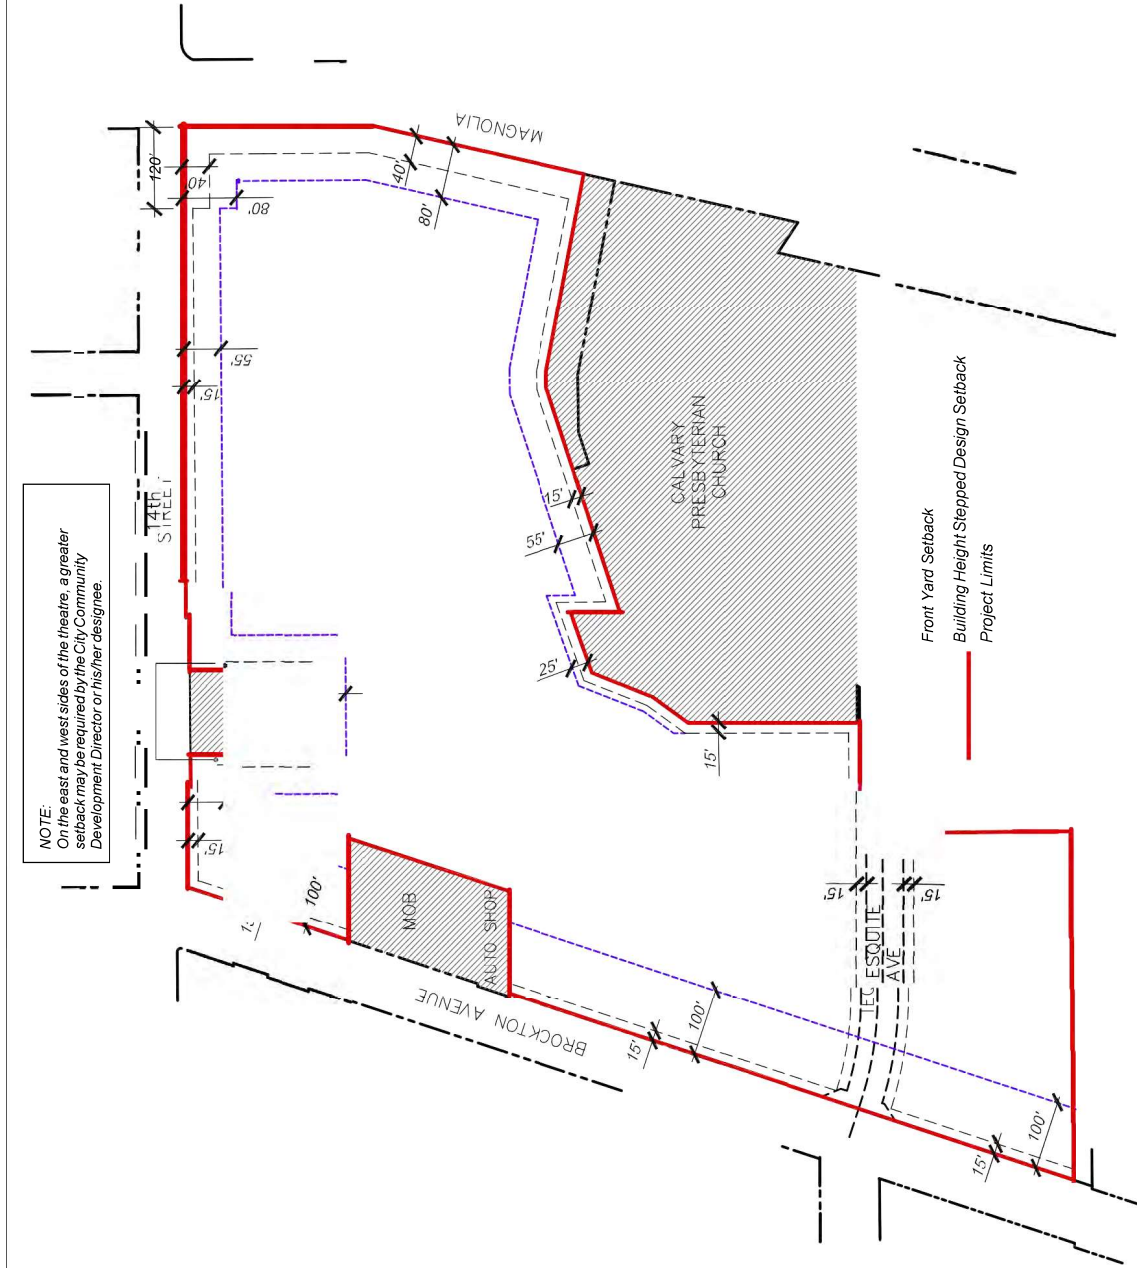 NOTE:
On the east and west sides of the theatre, a greater
setback may be required by the City Community
Development Director or his/her designee.
14th
STREET
120'
40'
80'
MAGNOLIA
40'
80'
55'
15'
CALVARY
PRESBYTERIAN
CHURCH
15'
55'
25'
15'
15'
100'
MOB
AUTO SHOP
BROCKTON AVENUE
15'
100'
15'
15'
TEQUESQUITE
AVE
15'
100'
Front Yard Setback
Building Height Stepped Design Setback
Project Limits